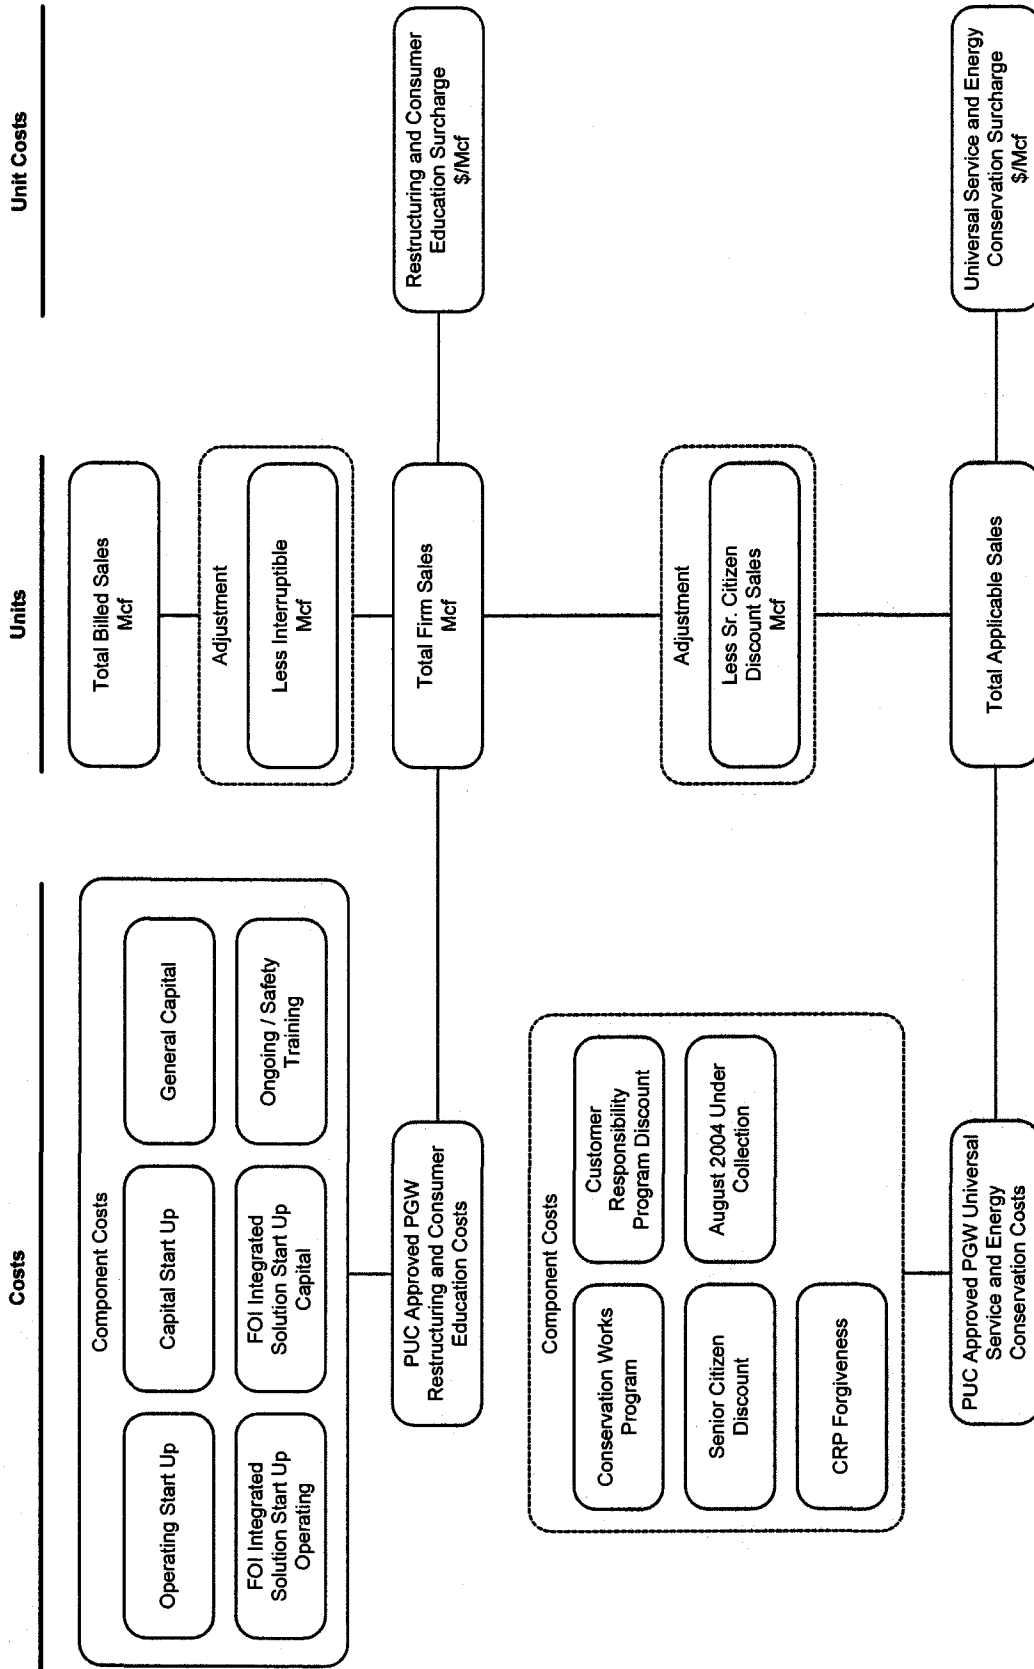 Costs
Units
Unit Costs
Component Costs
Operating Start Up
Capital Start Up
General Capital
FOI Integrated
Solution Start Up
Operating
FOI Integrated
Solution Start Up
Capital
Ongoing / Safety
Training
PUC Approved PGW
Restructuring and Consumer
Education Costs
Total Billed Sales
Mcf
Adjustment
Less Interruptible
Mcf
Total Firm Sales
Mcf
Restructuring and Consumer
Education Surcharge
$/Mcf
Component Costs
Conservation Works
Program
Customer
Responsibility
Program Discount
Senior Citizen
Discount
August 2004 Under
Collection
CRP Forgiveness
Adjustment
Less Sr. Citizen
Discount Sales
Mcf
PUC Approved PGW Universal
Service and Energy
Conservation Costs
Total Applicable Sales
Universal Service and Energy
Conservation Surcharge
$/Mcf